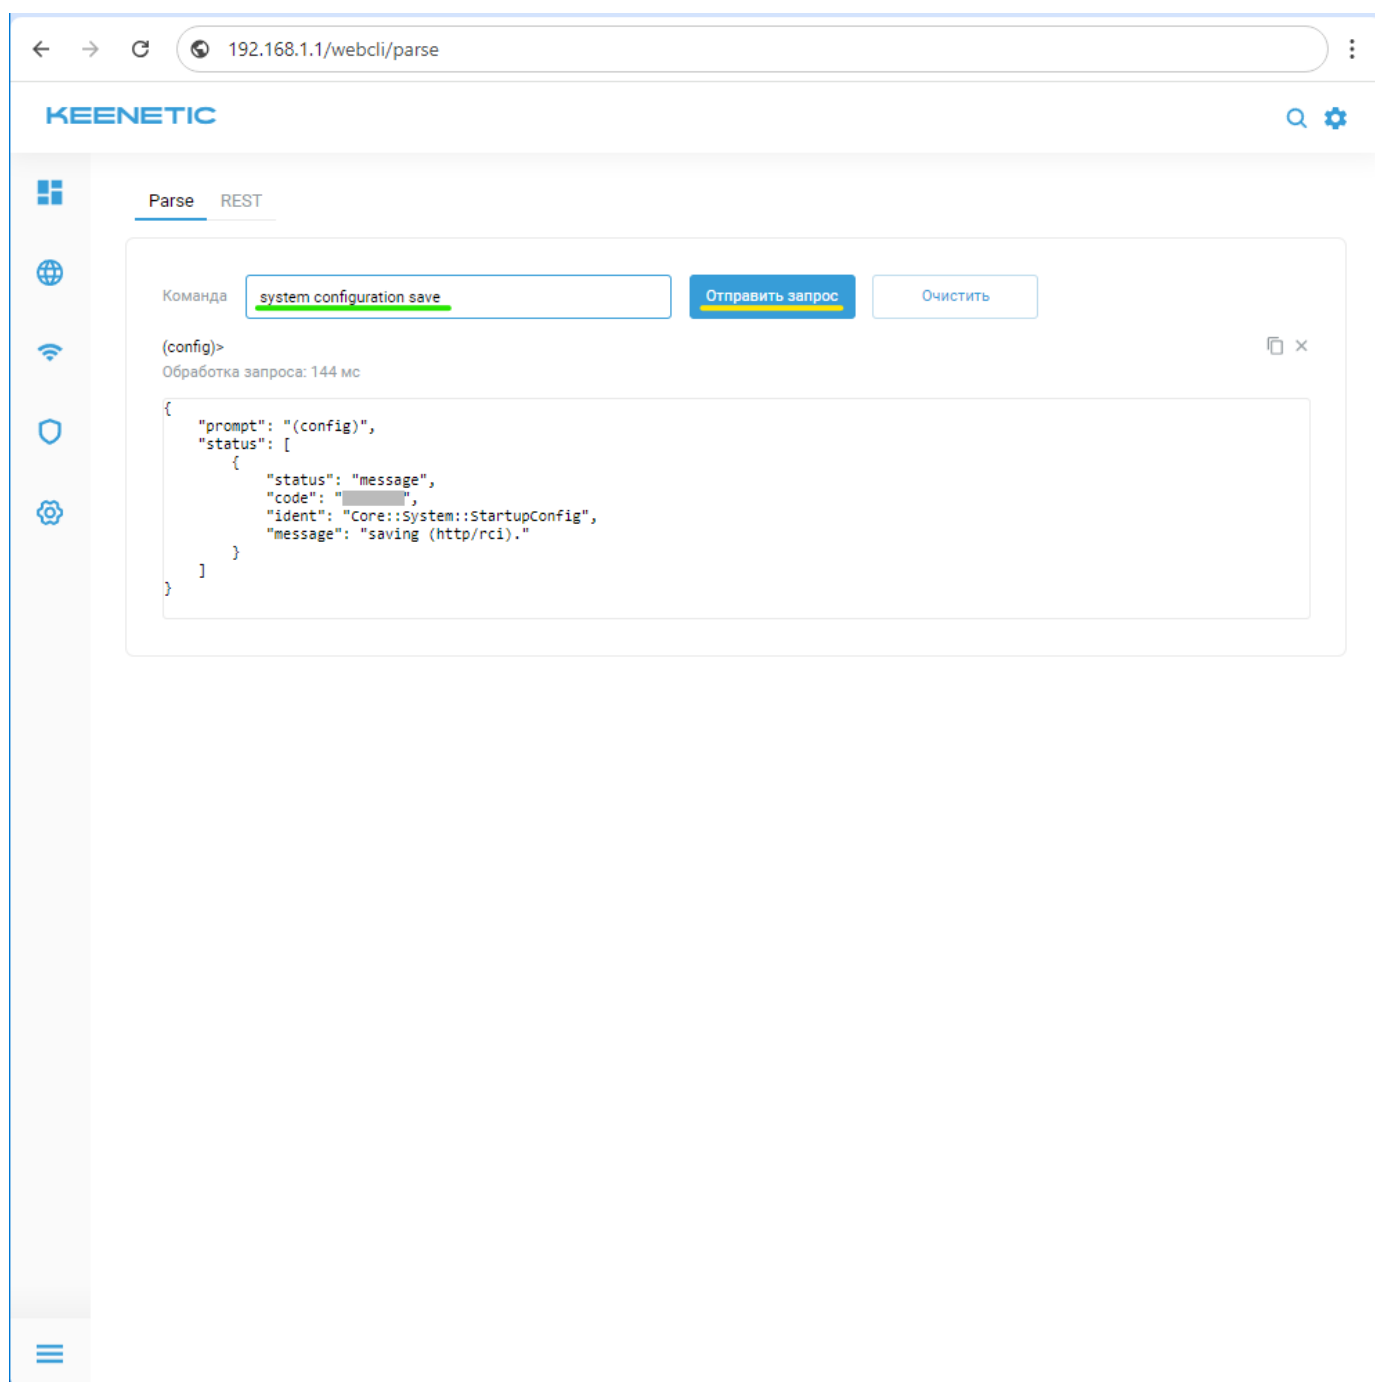 192.168.1.1/webcli/parse
KEENETIC
Parse REST
Команда system configuration save Отправить запрос Очистить
(config)>
Обработка запроса: 144 мс
{
"prompt": "(config)",
"status": [
{
"status": "message",
"code": "",
"ident": "Core::System::StartupConfig",
"message": "saving (http/rci)."
}
]
}